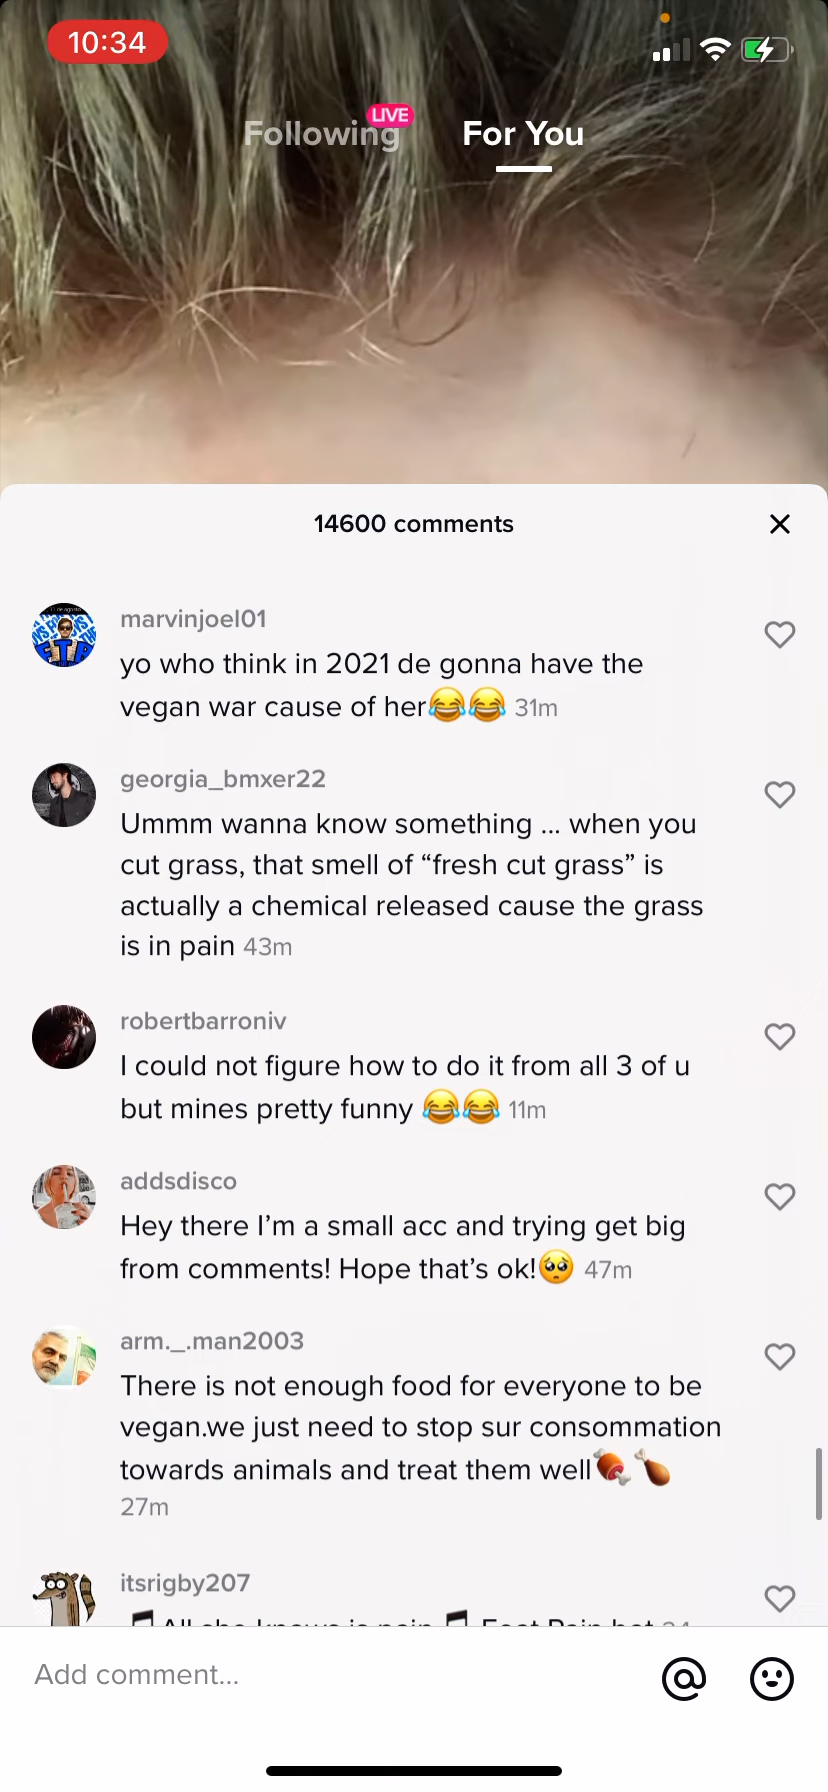 10:34
Following LIVE For You
14600 comments
marvinjoel01
yo who think in 2021 de gonna have the
vegan war cause of her😂😂 31m
georgia_bmxer22
Ummm wanna know something ... when you
cut grass, that smell of “fresh cut grass” is
actually a chemical released cause the grass
is in pain 43m
robertbarroniv
I could not figure how to do it from all 3 of u
but mines pretty funny 😂😂 11m
addsdisco
Hey there I’m a small acc and trying get big
from comments! Hope that’s ok!🥺 47m
arm._.man2003
There is not enough food for everyone to be
vegan.we just need to stop sur consommation
towards animals and treat them well🍖🍗
27m
itsrigby207
🎵All she knows is pain 🎵
Add comment...